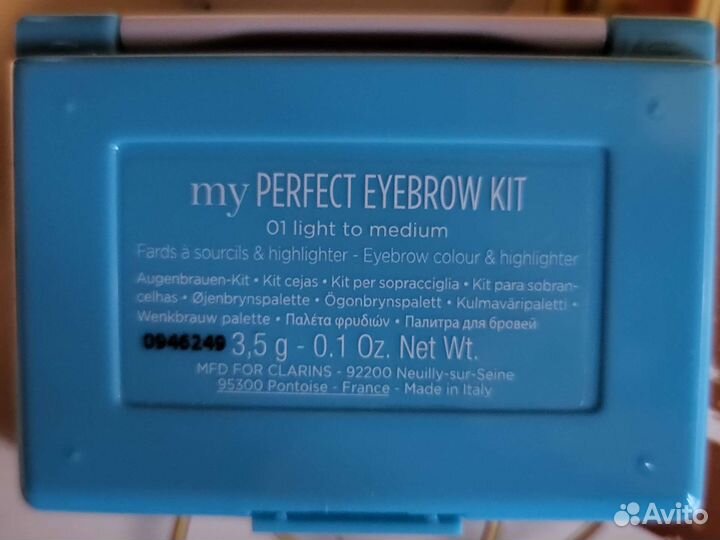 my PERFECT EYEBROW KIT
01 light to medium
Fards à sourcils & highlighter - Eyebrow colour & highlighter
Augenbrauen-Kit • Kit cejas • Kit per sopracciglia • Kit para sobran-
celhas • Øjenbrynspalette • Ögonbrynspalett • Kulmaväripaletti •
Wenkbrauw palette • Παλέτα φρυδιών • Палитра для бровей
0946249 3,5 g - 0.1 Oz. Net Wt.
MFD FOR CLARINS - 92200 Neuilly-sur-Seine
95300 Pontoise - France - Made in Italy
Avito